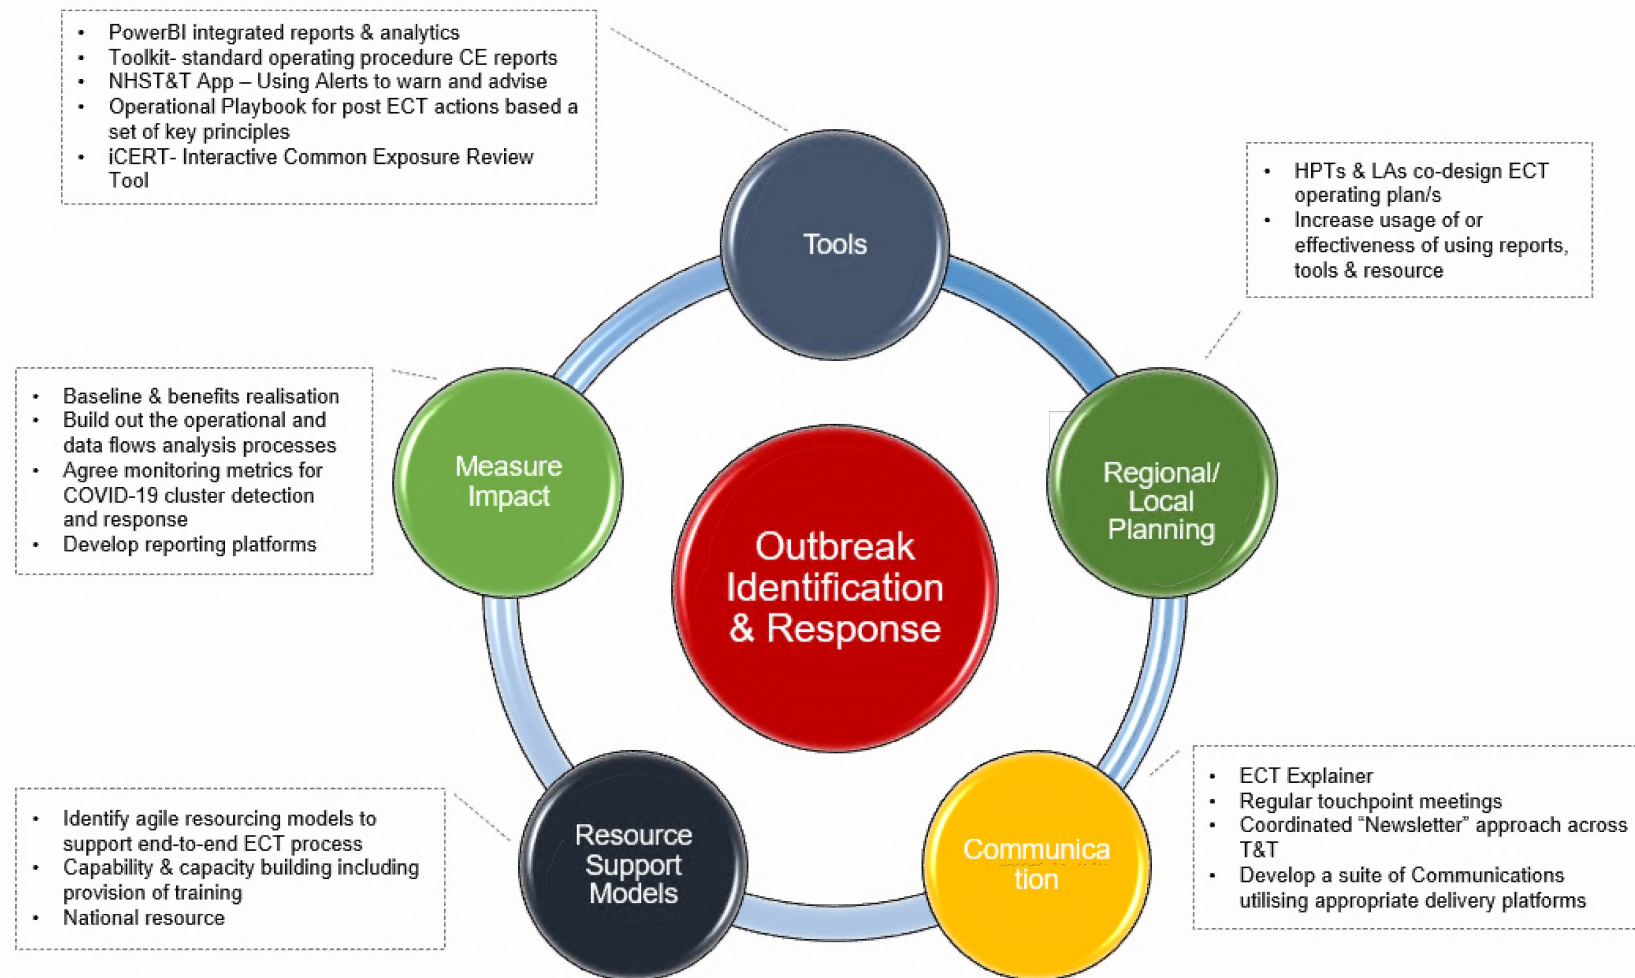 • PowerBI integrated reports & analytics
• Toolkit- standard operating procedure CE reports
• NHST&T App – Using Alerts to warn and advise
• Operational Playbook for post ECT actions based a
set of key principles
• iCERT- Interactive Common Exposure Review
Tool
Tools
• HPTs & LAs co-design ECT
operating plan/s
• Increase usage of or
effectiveness of using reports,
tools & resource
Regional/
Local
Planning
• Baseline & benefits realisation
• Build out the operational and
data flows analysis processes
• Agree monitoring metrics for
COVID-19 cluster detection
and response
• Develop reporting platforms
Measure
Impact
Outbreak
Identification
& Response
• Identify agile resourcing models to
support end-to-end ECT process
• Capability & capacity building including
provision of training
• National resource
Resource
Support
Models
Communica
tion
• ECT Explainer
• Regular touchpoint meetings
• Coordinated “Newsletter” approach across
T&T
• Develop a suite of Communications
utilising appropriate delivery platforms